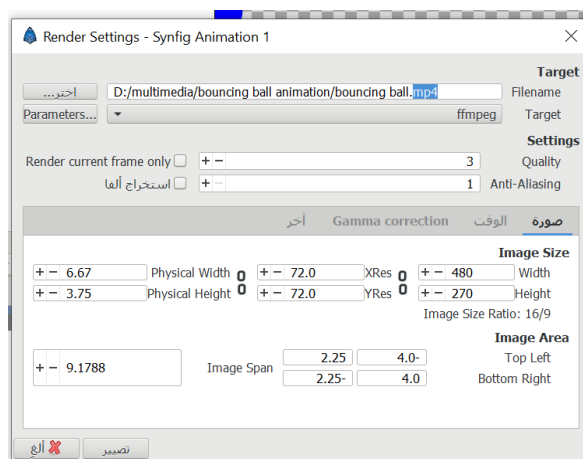 Render Settings - Synfig Animation 1
Target
Filename D:/multimedia/bouncing ball animation/bouncing ball.mp4 اختر...
Target ffmpeg Parameters...
Settings
Quality 3 Render current frame only
Anti-Aliasing 1 استخراج ألفا
صورة الوقت Gamma correction آخر
Image Size
Width 480 XRes 72.0 Physical Width 6.67
Height 270 YRes 72.0 Physical Height 3.75
Image Size Ratio: 16/9
Image Area
Top Left 4.0- 2.25 Image Span 9.1788
Bottom Right 4.0 2.25-
تصيير ألغ